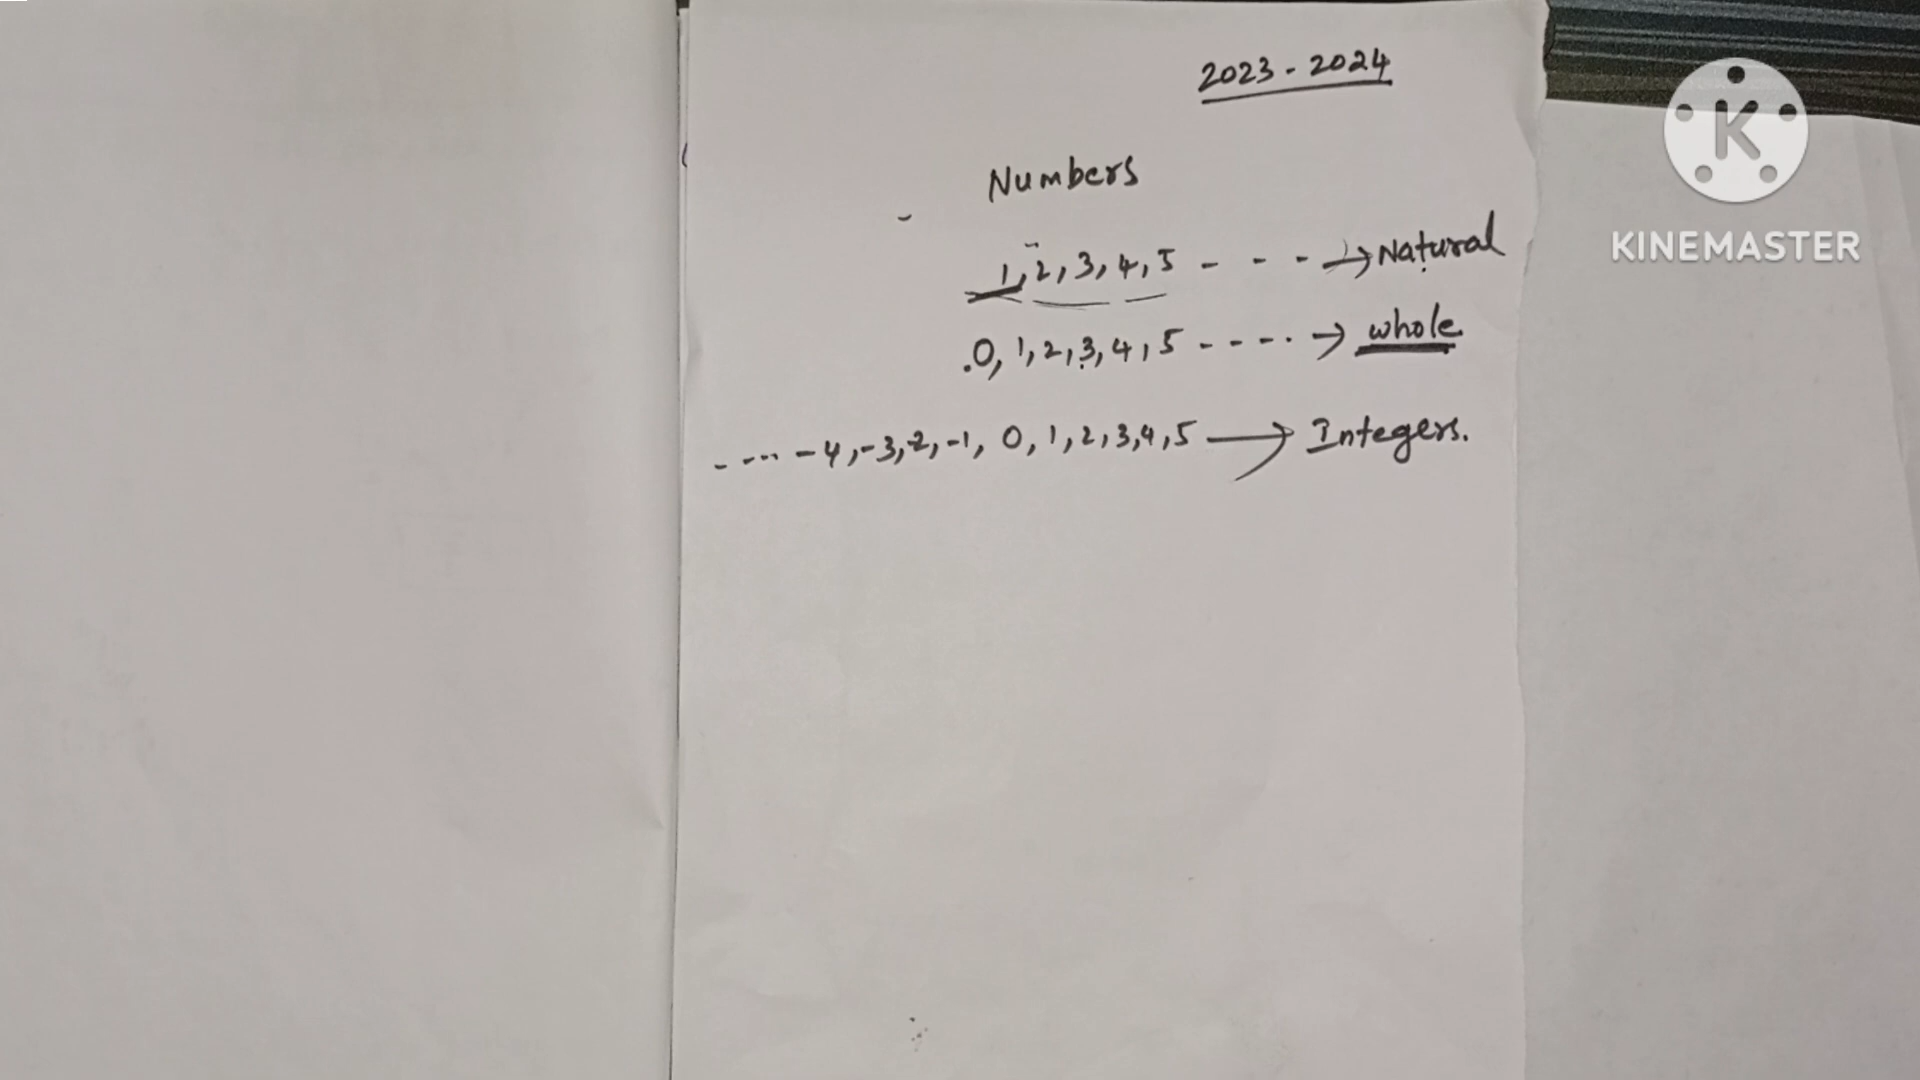 2023 - 2024
Numbers
1, 2, 3, 4, 5 - - - → Natural
0, 1, 2, 3, 4, 5 - - - - → whole
- - - - - 4, -3, -2, -1, 0, 1, 2, 3, 4, 5 → Integers.
KINEMASTER